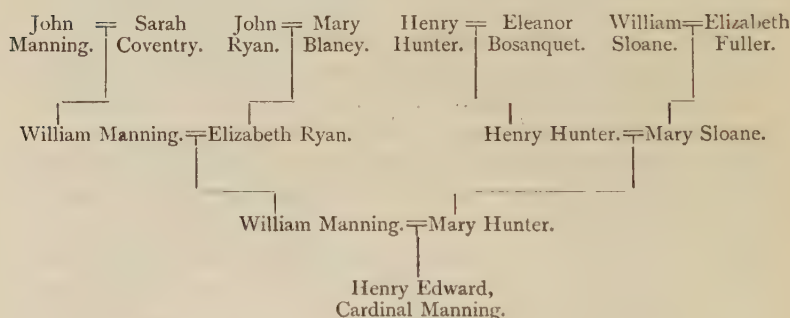 John = Sarah John = Mary Henry = Eleanor William = Elizabeth
Manning. Coventry. Ryan. Blaney. Hunter. Bosanquet. Sloane. Fuller.
William Manning. = Elizabeth Ryan. Henry Hunter. = Mary Sloane.
William Manning. = Mary Hunter.
Henry Edward,
Cardinal Manning.